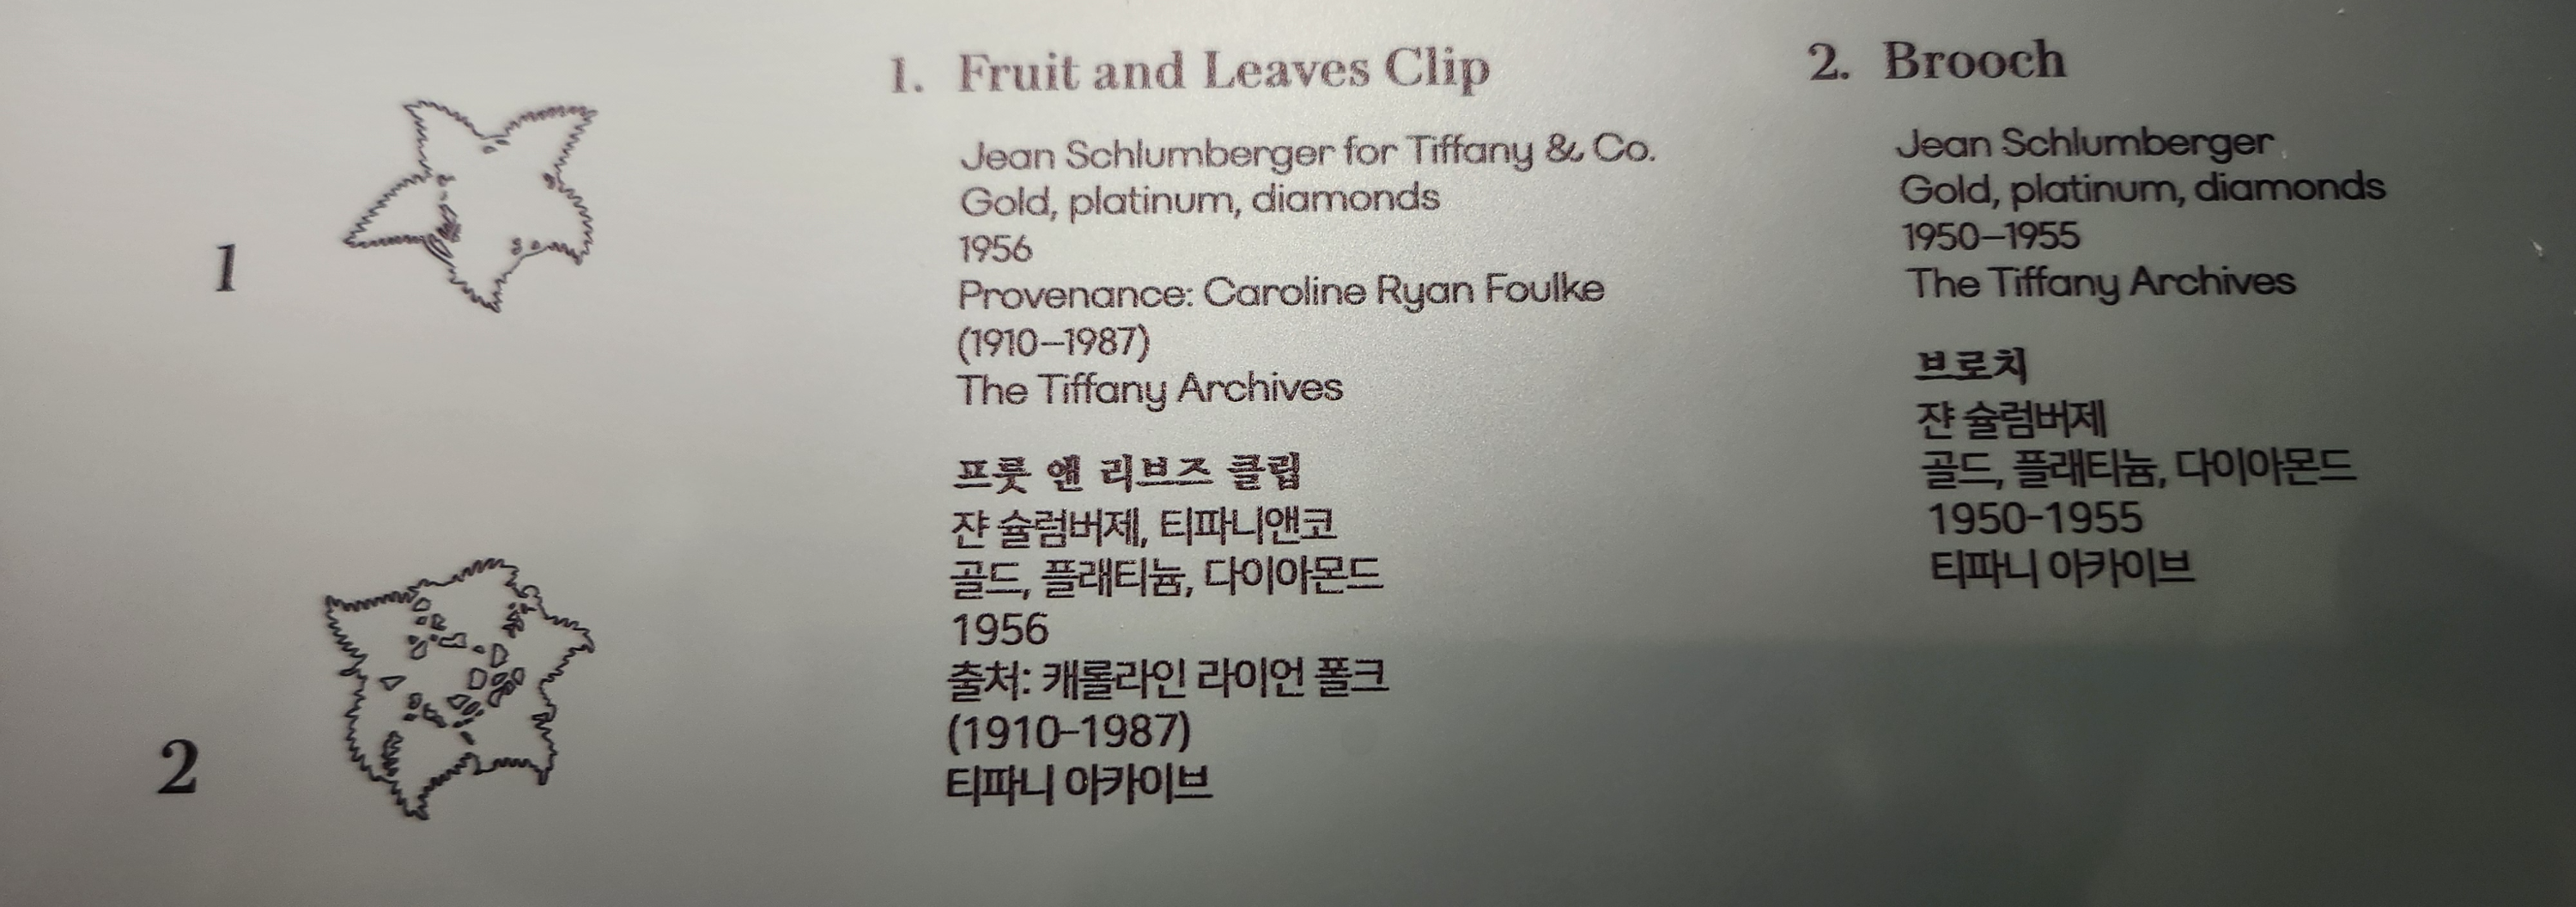 1
2
1. Fruit and Leaves Clip
Jean Schlumberger for Tiffany & Co.
Gold, platinum, diamonds
1956
Provenance: Caroline Ryan Foulke
(1910–1987)
The Tiffany Archives
프룻 앤 리브즈 클립
쟌 슐럼버제, 티파니앤코
골드, 플래티늄, 다이아몬드
1956
출처: 캐롤라인 라이언 폴크
(1910-1987)
티파니 아카이브
2. Brooch
Jean Schlumberger
Gold, platinum, diamonds
1950–1955
The Tiffany Archives
브로치
쟌 슐럼버제
골드, 플래티늄, 다이아몬드
1950-1955
티파니 아카이브